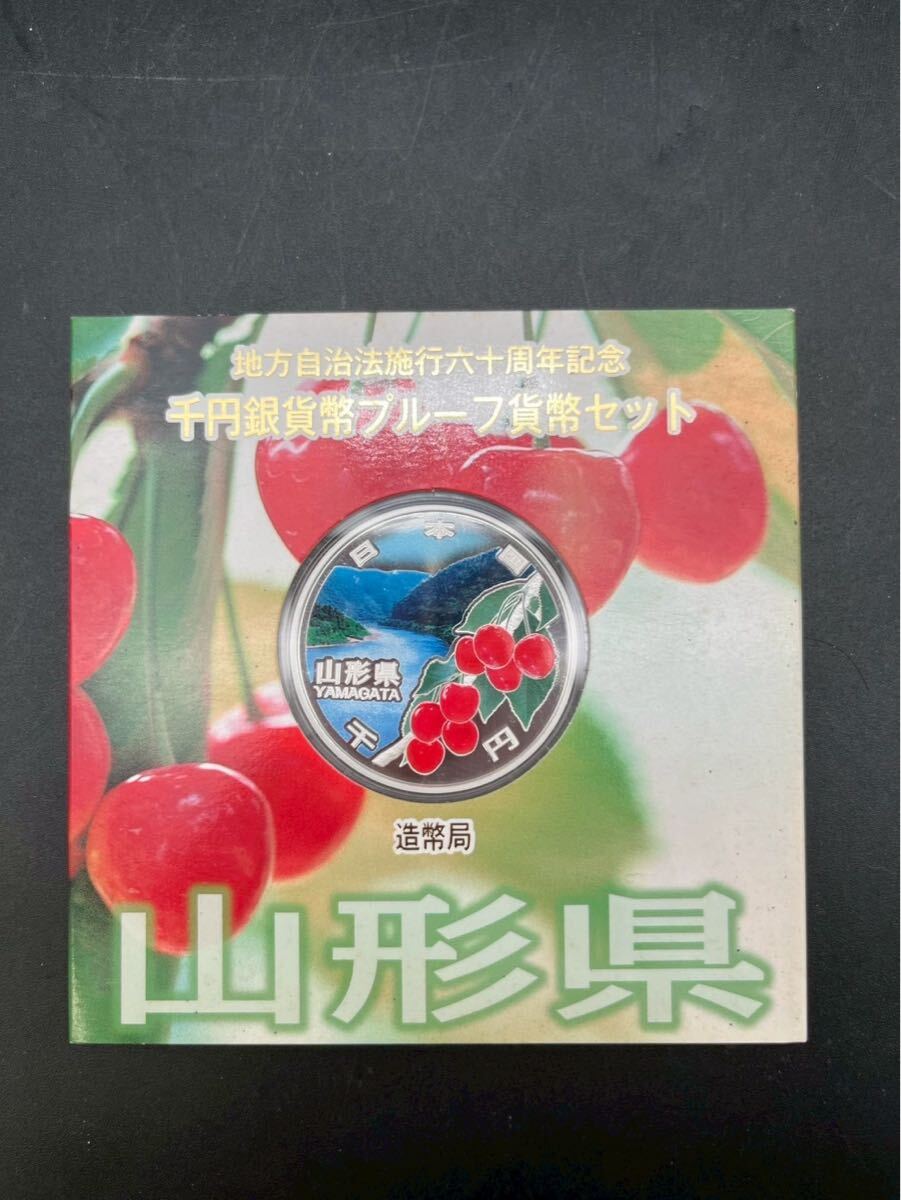 地方自治法施行六十周年記念
千円銀貨幣プルーフ貨幣セット
日本国
山形県
YAMAGATA
千円
造幣局
山形県